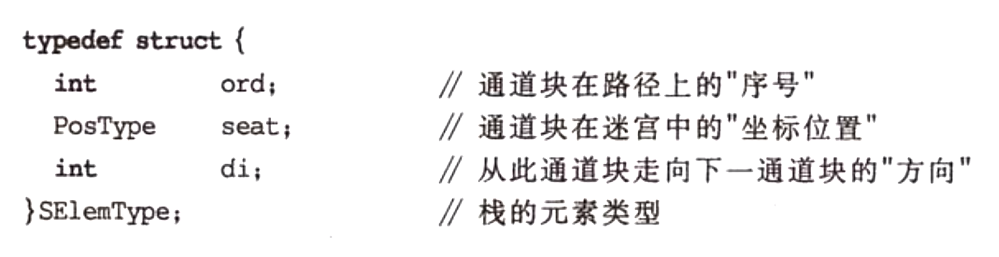 typedef struct {
int ord; // 通道块在路径上的"序号"
PosType seat; // 通道块在迷宫中的"坐标位置"
int di; // 从此通道块走向下一通道块的"方向"
}SElemType; // 栈的元素类型